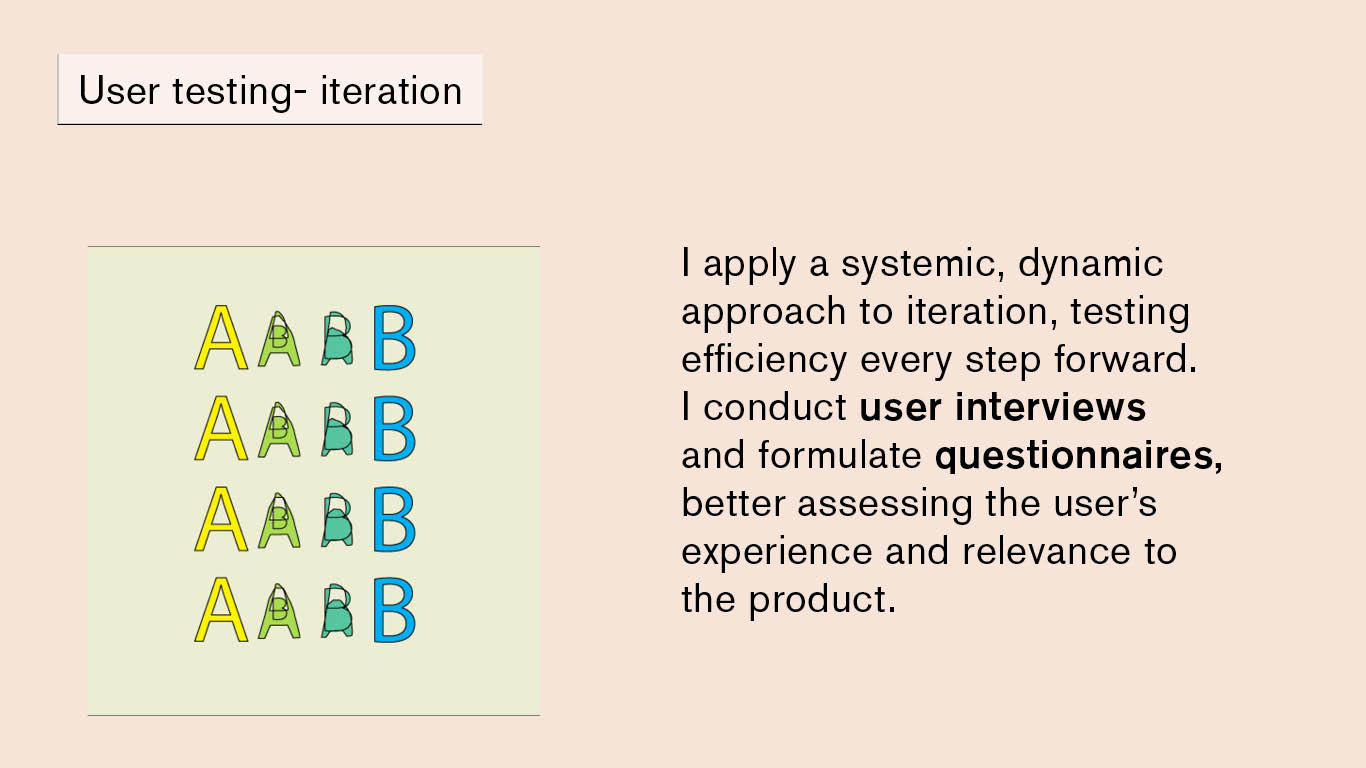 User testing- iteration
I apply a systemic, dynamic
approach to iteration, testing
efficiency every step forward.
I conduct user interviews
and formulate questionnaires,
better assessing the user’s
experience and relevance to
the product.
A A B B
A A B B
A A B B
A A B B